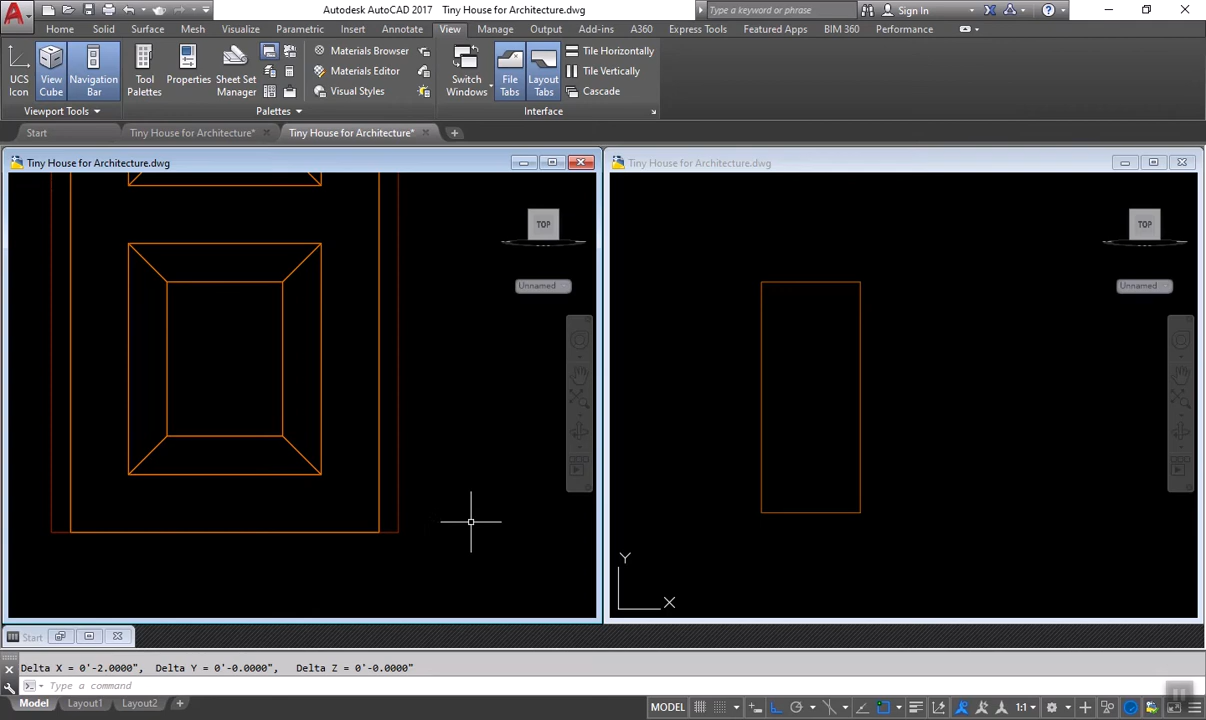 Autodesk AutoCAD 2017 Tiny House for Architecture.dwg
Type a keyword or phrase
Sign In
Home Solid Surface Mesh Visualize Parametric Insert Annotate View Manage Output Add-ins A360 Express Tools Featured Apps BIM 360 Performance
UCS Icon
View Cube
Navigation Bar
Tool Palettes
Properties
Sheet Set Manager
Materials Browser
Materials Editor
Visual Styles
Switch Windows
File Tabs
Layout Tabs
Tile Horizontally
Tile Vertically
Cascade
Viewport Tools Palettes Interface
Start Tiny House for Architecture* Tiny House for Architecture*
Tiny House for Architecture.dwg
Tiny House for Architecture.dwg
TOP
TOP
Unnamed
Unnamed
Y
X
Start
Delta X = 0'-2.0000", Delta Y = 0'-0.0000", Delta Z = 0'-0.0000"
Type a command
Model Layout1 Layout2
MODEL
1:1